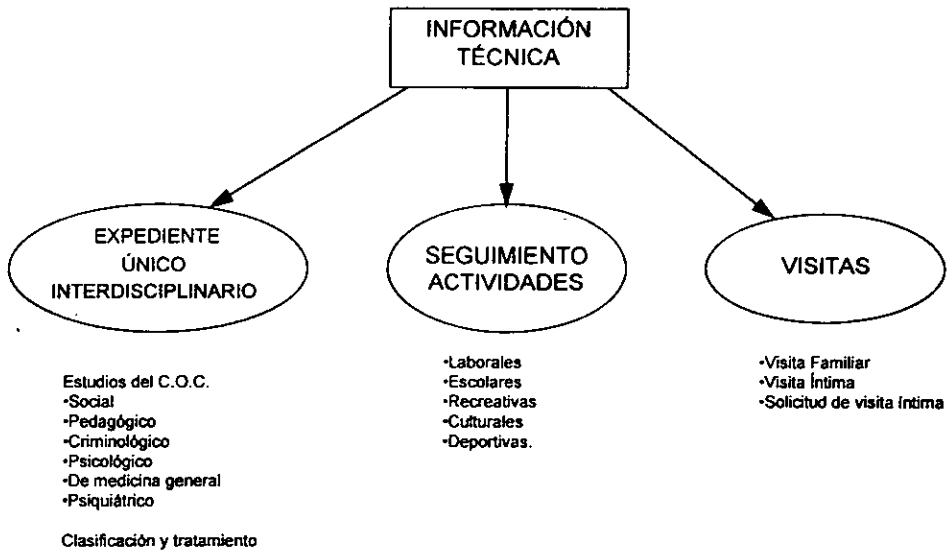 INFORMACIÓN
TÉCNICA
EXPEDIENTE
ÚNICO
INTERDISCIPLINARIO
SEGUIMIENTO
ACTIVIDADES
VISITAS
Estudios del C.O.C.
•Social
•Pedagógico
•Criminológico
•Psicológico
•De medicina general
•Psiquiátrico
Clasificación y tratamiento
•Laborales
•Escolares
•Recreativas
•Culturales
•Deportivas.
•Visita Familiar
•Visita Íntima
•Solicitud de visita íntima